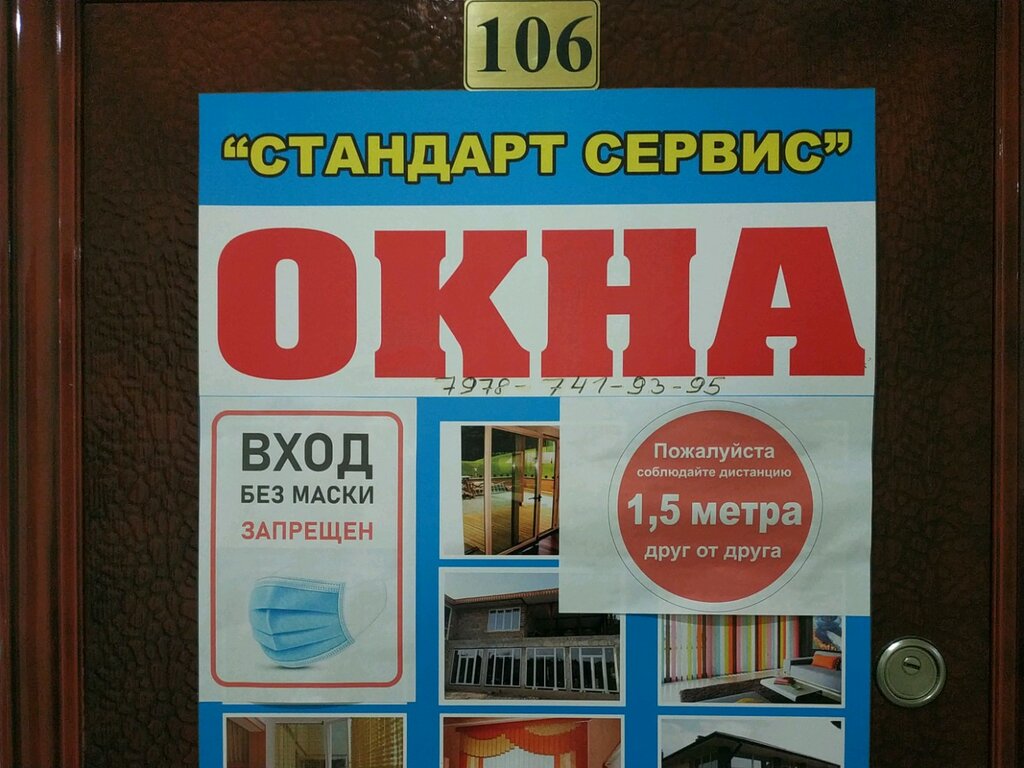 106
“СТАНДАРТ СЕРВИС”
ОКНА
7978- 741-93-95
ВХОД
БЕЗ МАСКИ
ЗАПРЕЩЕН
Пожалуйста
соблюдайте дистанцию
1,5 метра
друг от друга